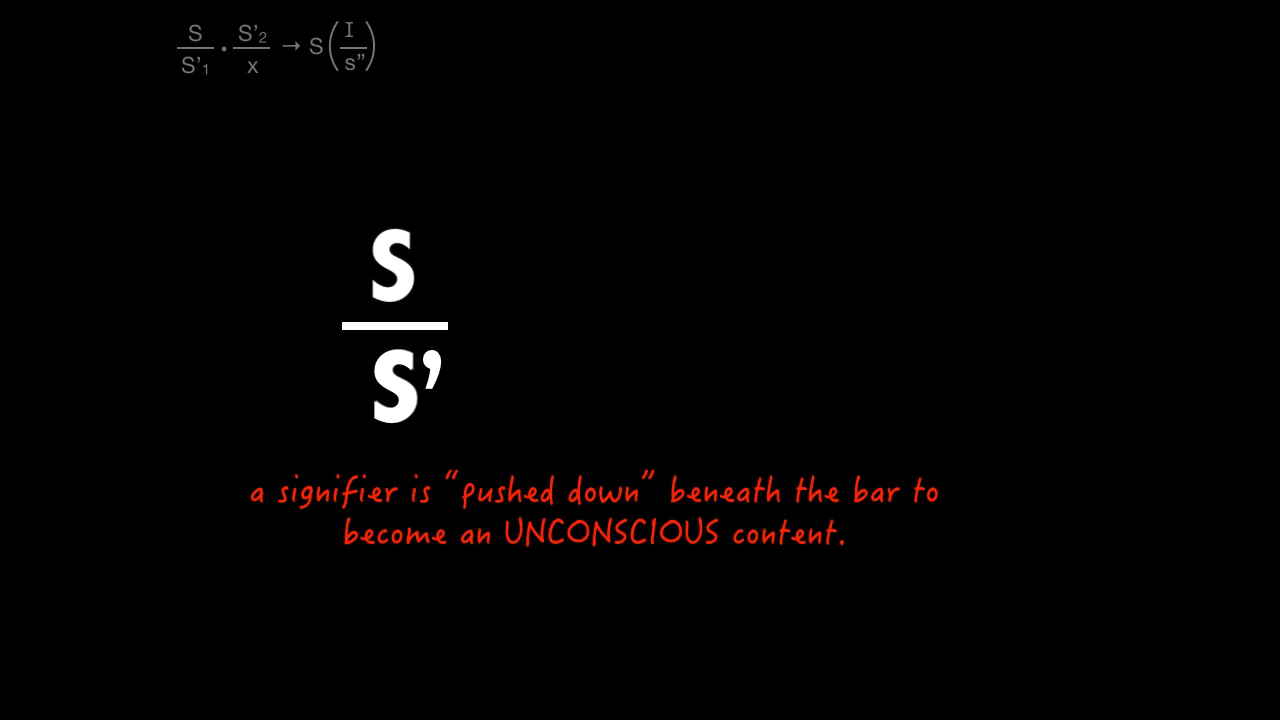 S/S’₁ · S’₂/x → S(I/s”)
S
S’
a signifier is “pushed down” beneath the bar to
become an UNCONSCIOUS content.